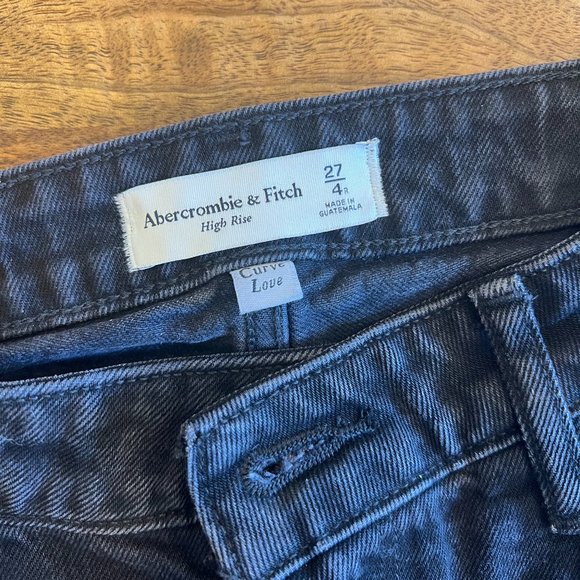 Abercrombie & Fitch
High Rise
27
4R
MADE IN
GUATEMALA
Curve
Love